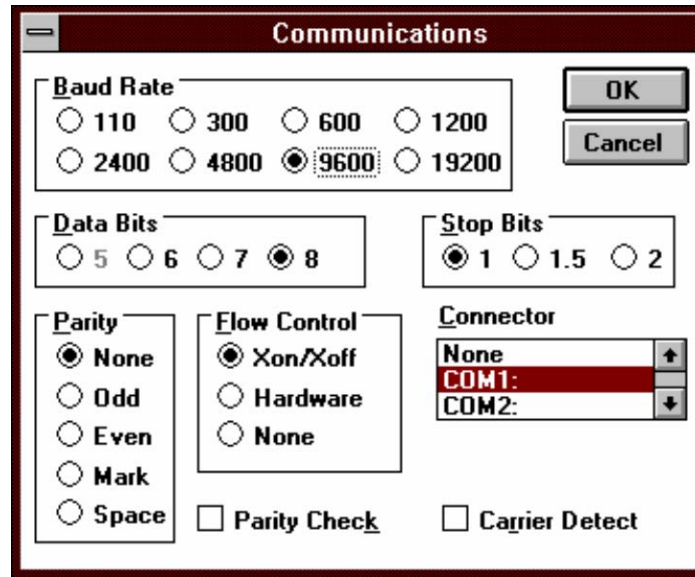 Communications
Baud Rate
110 300 600 1200
2400 4800 9600 19200
OK
Cancel
Data Bits
5 6 7 8
Stop Bits
1 1.5 2
Parity
None
Odd
Even
Mark
Space
Flow Control
Xon/Xoff
Hardware
None
Connector
None
COM1:
COM2:
Parity Check
Carrier Detect